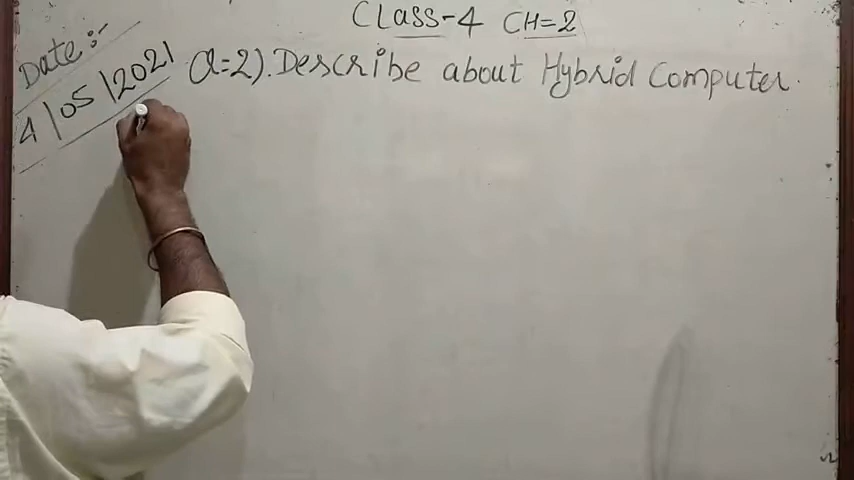 Class-4 CH=2
Date:-
4/05/2021
Q=2).Describe about Hybrid Computer.